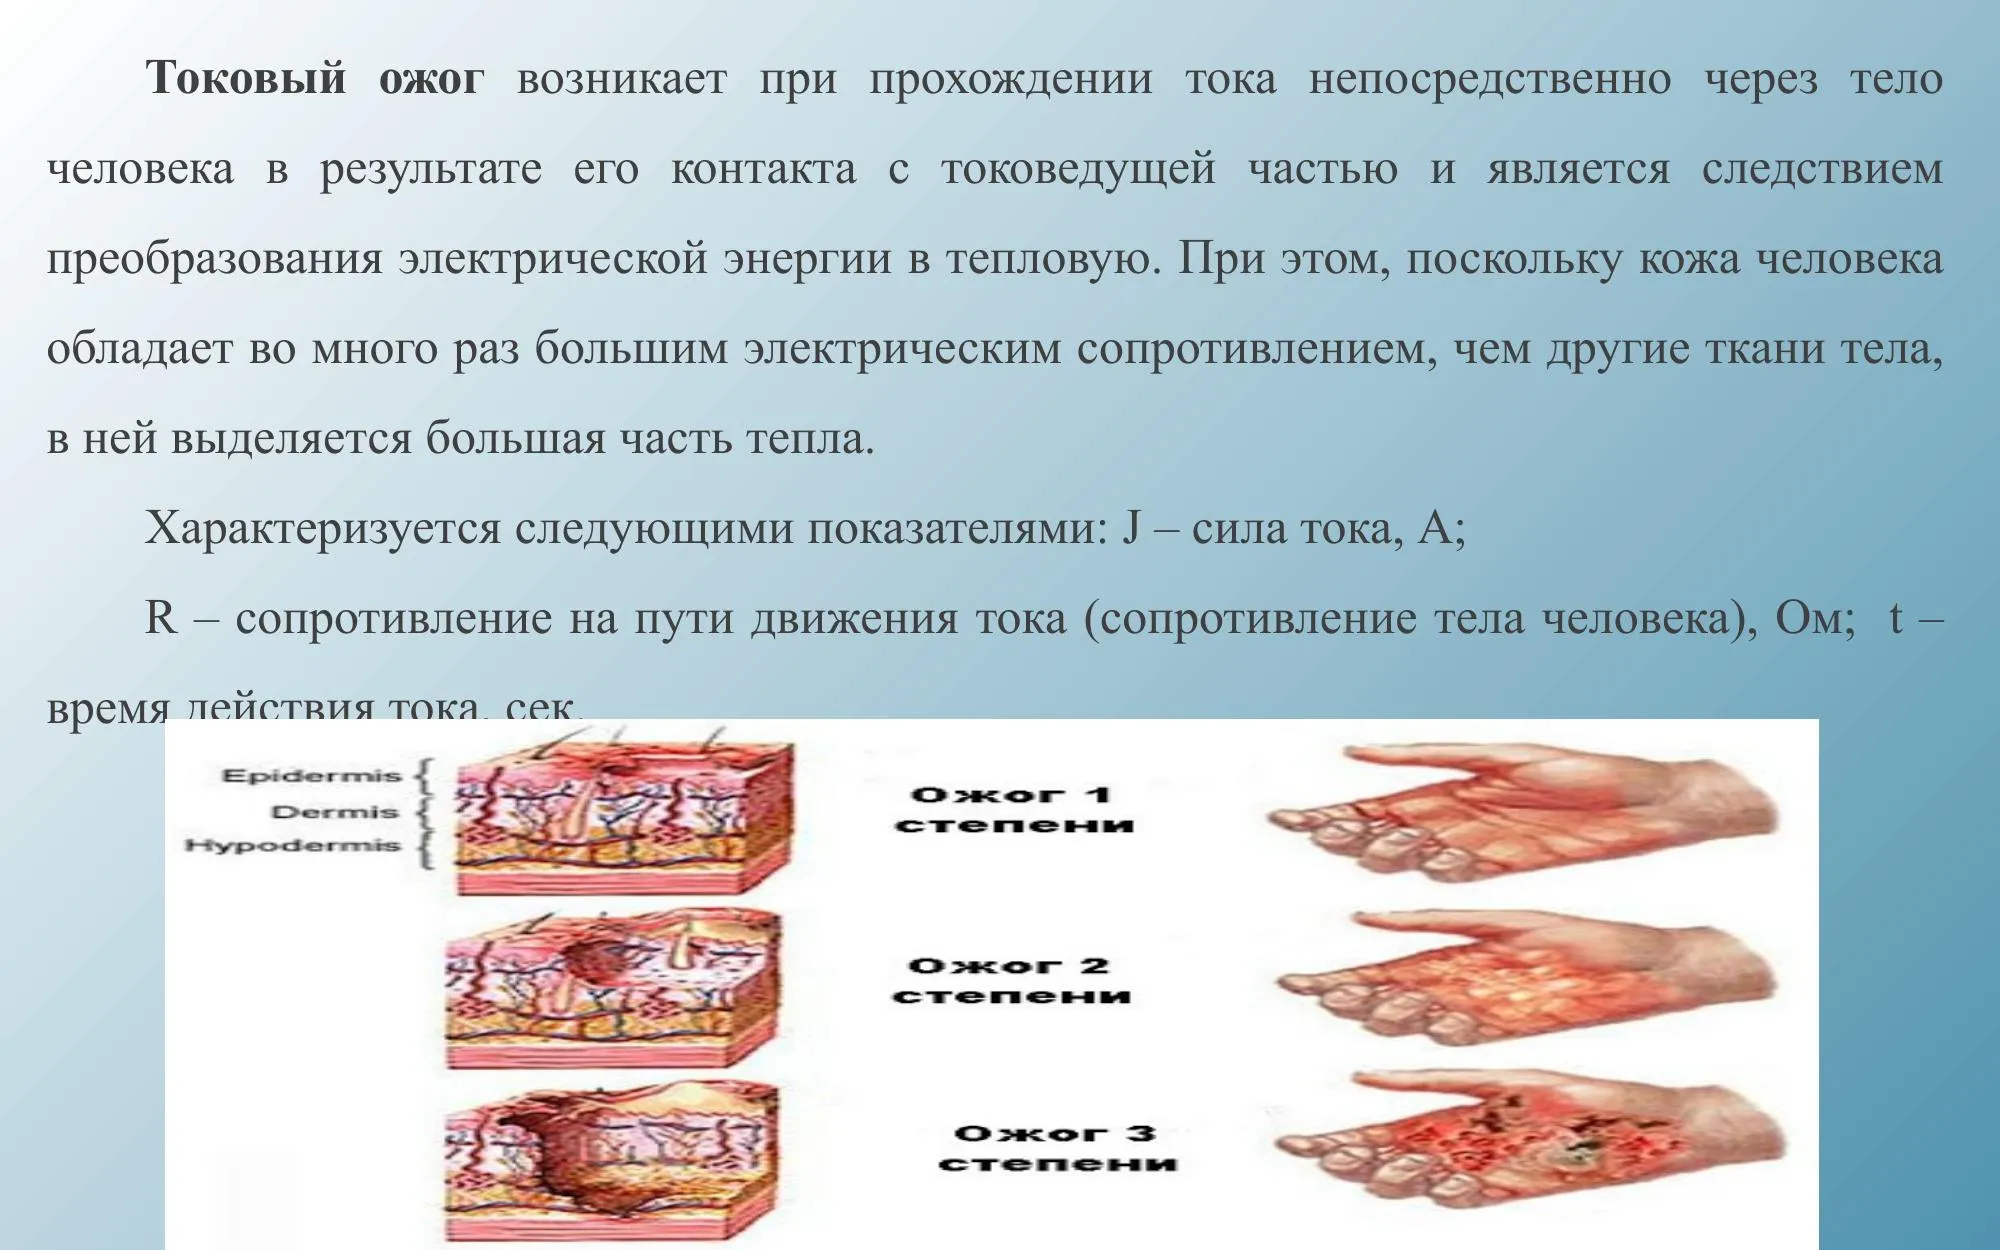 Токовый ожог возникает при прохождении тока непосредственно через тело
человека в результате его контакта с токоведущей частью и является следствием
преобразования электрической энергии в тепловую. При этом, поскольку кожа человека
обладает во много раз большим электрическим сопротивлением, чем другие ткани тела,
в ней выделяется большая часть тепла.
Характеризуется следующими показателями: J – сила тока, А;
R – сопротивление на пути движения тока (сопротивление тела человека), Ом; t –
время действия тока, сек.
Epidermis
Dermis
Hypodermis
Ожог 1
степени
Ожог 2
степени
Ожог 3
степени